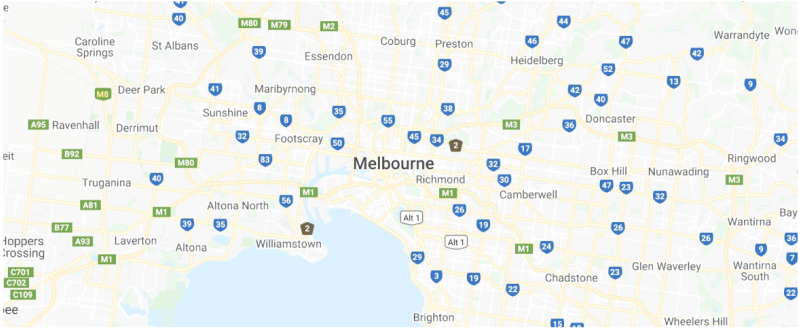 45
44
40
M80
M79
M2
Caroline
Springs
St Albans
Coburg
Preston
46
47
Warrandyte
39
Essendon
29
Heidelberg
52
42
M8
Deer Park
41
Maribyrnong
42
40
13
9
A95
Ravenhall
Derrimut
Sunshine
8
8
35
55
38
M3
36
Doncaster
M3
34
32
Footscray
50
45
34
2
17
B92
M80
83
Melbourne
32
Ringwood
Truganina
40
Richmond
30
Box Hill
Nunawading
M3
47
23
32
M1
M1
Camberwell
A81
M1
Altona North
56
26
Alt 1
19
Wantirna
B77
39
35
2
26
26
36
Hoppers
Crossing
A93
Laverton
Altona
Williamstown
Alt 1
M1
24
9
7
M1
29
Glen Waverley
Wantirna
South
C701
C702
C109
3
19
Chadstone
23
22
22
Brighton
15
Wheelers Hill